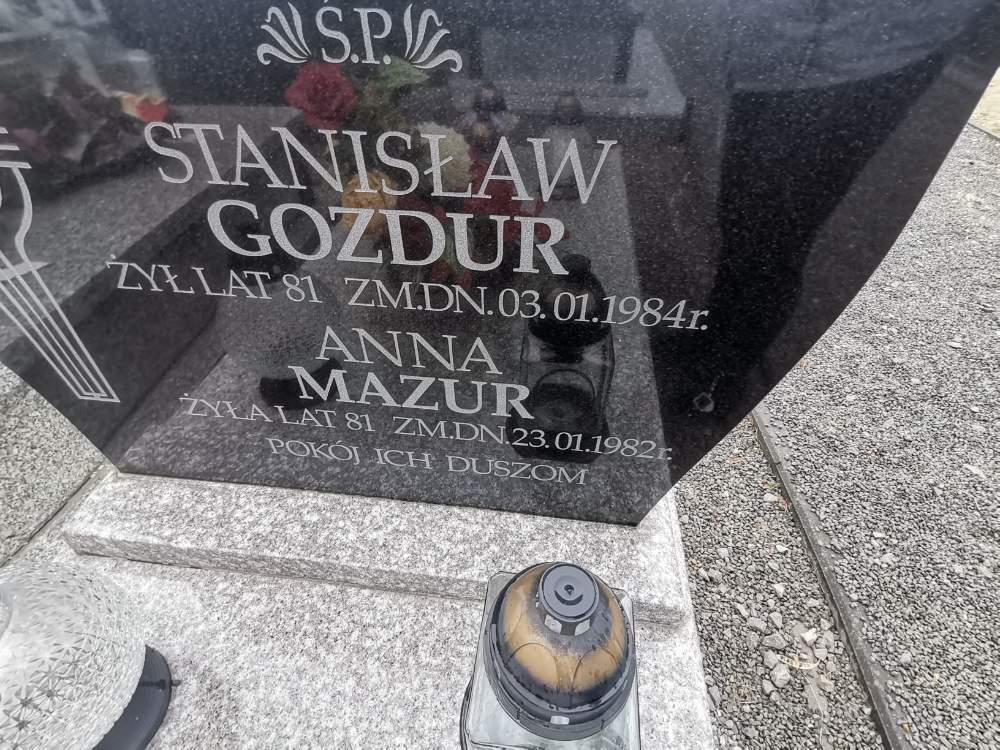 Ś.P.
STANISŁAW
GOZDUR
ŻYŁ LAT 81 ZM.DN.03.01.1984r.
ANNA
MAZUR
ŻYŁA LAT 81 ZM.DN.23.01.1982r.
POKÓJ ICH DUSZOM